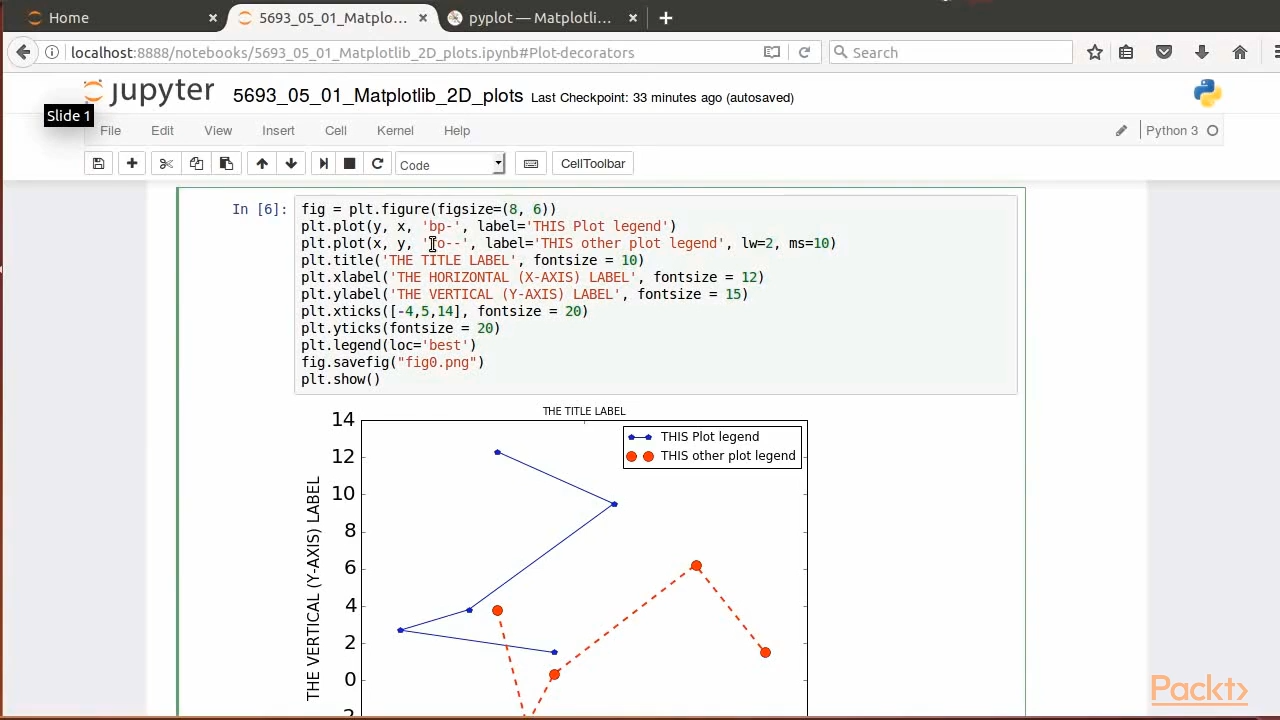 Home × 5693_05_01_Matplo... × pyplot — Matplotli... ×
localhost:8888/notebooks/5693_05_01_Matplotlib_2D_plots.ipynb#Plot-decorators Search
jupyter 5693_05_01_Matplotlib_2D_plots Last Checkpoint: 33 minutes ago (autosaved)
Slide 1
File Edit View Insert Cell Kernel Help Python 3
Code CellToolbar
In [6]: fig = plt.figure(figsize=(8, 6))
plt.plot(y, x, 'bp-', label='THIS Plot legend')
plt.plot(x, y, 'ro--', label='THIS other plot legend', lw=2, ms=10)
plt.title('THE TITLE LABEL', fontsize = 10)
plt.xlabel('THE HORIZONTAL (X-AXIS) LABEL', fontsize = 12)
plt.ylabel('THE VERTICAL (Y-AXIS) LABEL', fontsize = 15)
plt.xticks([-4,5,14], fontsize = 20)
plt.yticks(fontsize = 20)
plt.legend(loc='best')
fig.savefig("fig0.png")
plt.show()
THE TITLE LABEL
14
THIS Plot legend
THIS other plot legend
12
10
8
6
4
2
0
THE VERTICAL (Y-AXIS) LABEL
Packt